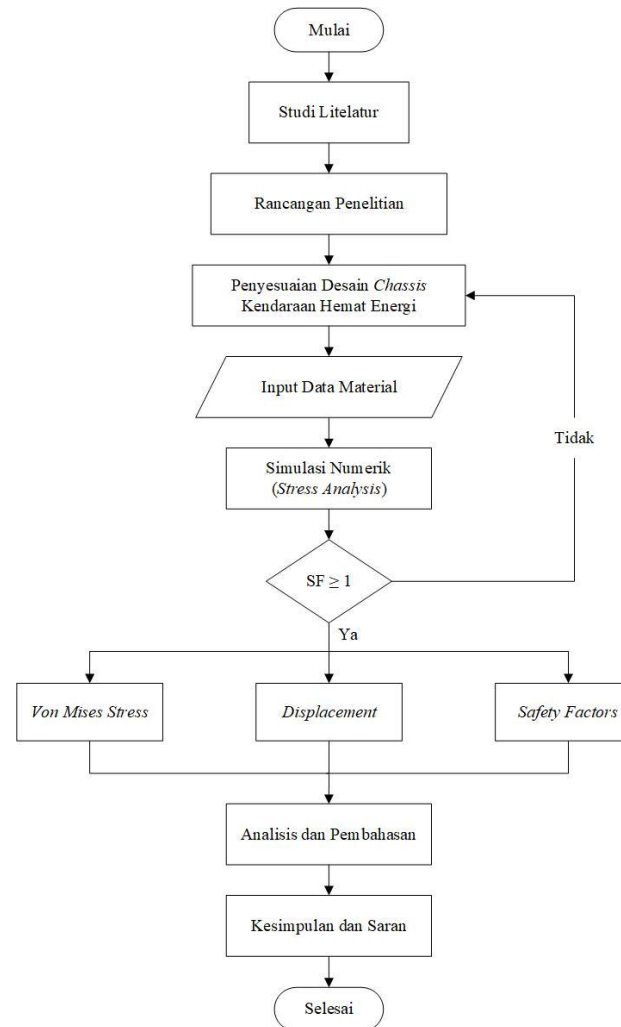 Mulai
Studi Litelatur
Rancangan Penelitian
Penyesuaian Desain Chassis
Kendaraan Hemat Energi
Input Data Material
Tidak
Simulasi Numerik
(Stress Analysis)
SF ≥ 1
Ya
Von Mises Stress
Displacement
Safety Factors
Analisis dan Pembahasan
Kesimpulan dan Saran
Selesai